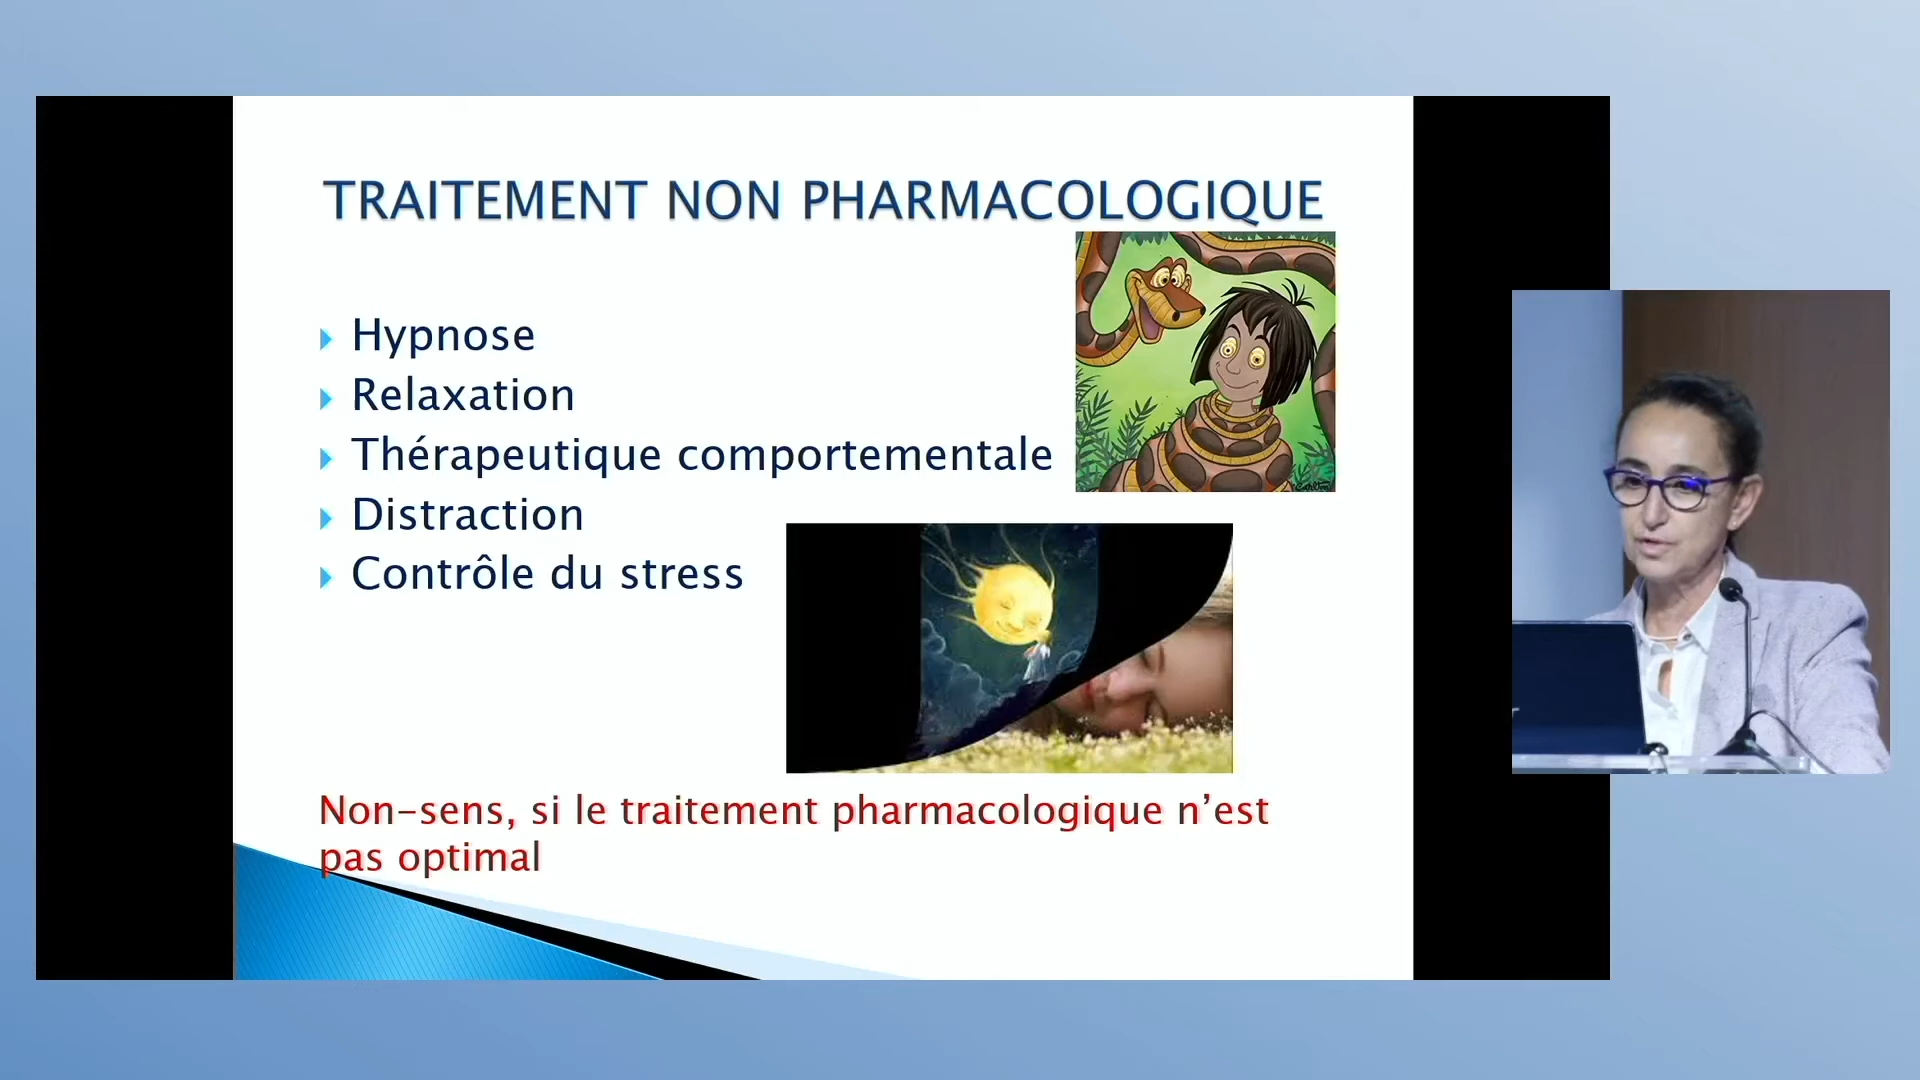 TRAITEMENT NON PHARMACOLOGIQUE
Hypnose
Relaxation
Thérapeutique comportementale
Distraction
Contrôle du stress
Non-sens, si le traitement pharmacologique n’est
pas optimal